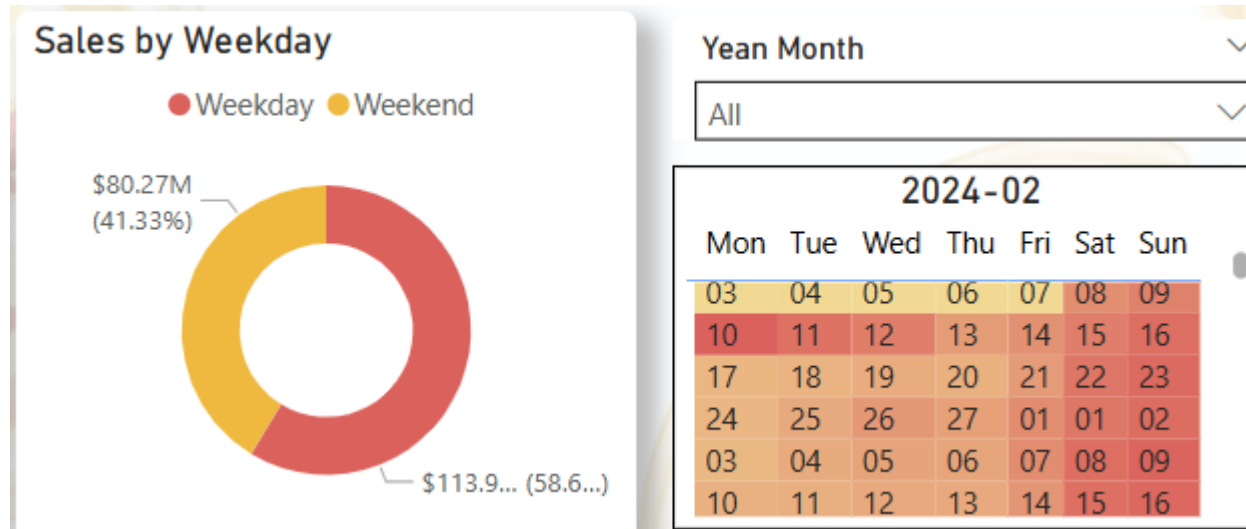 Sales by Weekday
Weekday Weekend
$80.27M
(41.33%)
$113.9... (58.6...)
Yean Month
All
2024-02
Mon Tue Wed Thu Fri Sat Sun
03 04 05 06 07 08 09
10 11 12 13 14 15 16
17 18 19 20 21 22 23
24 25 26 27 01 01 02
03 04 05 06 07 08 09
10 11 12 13 14 15 16